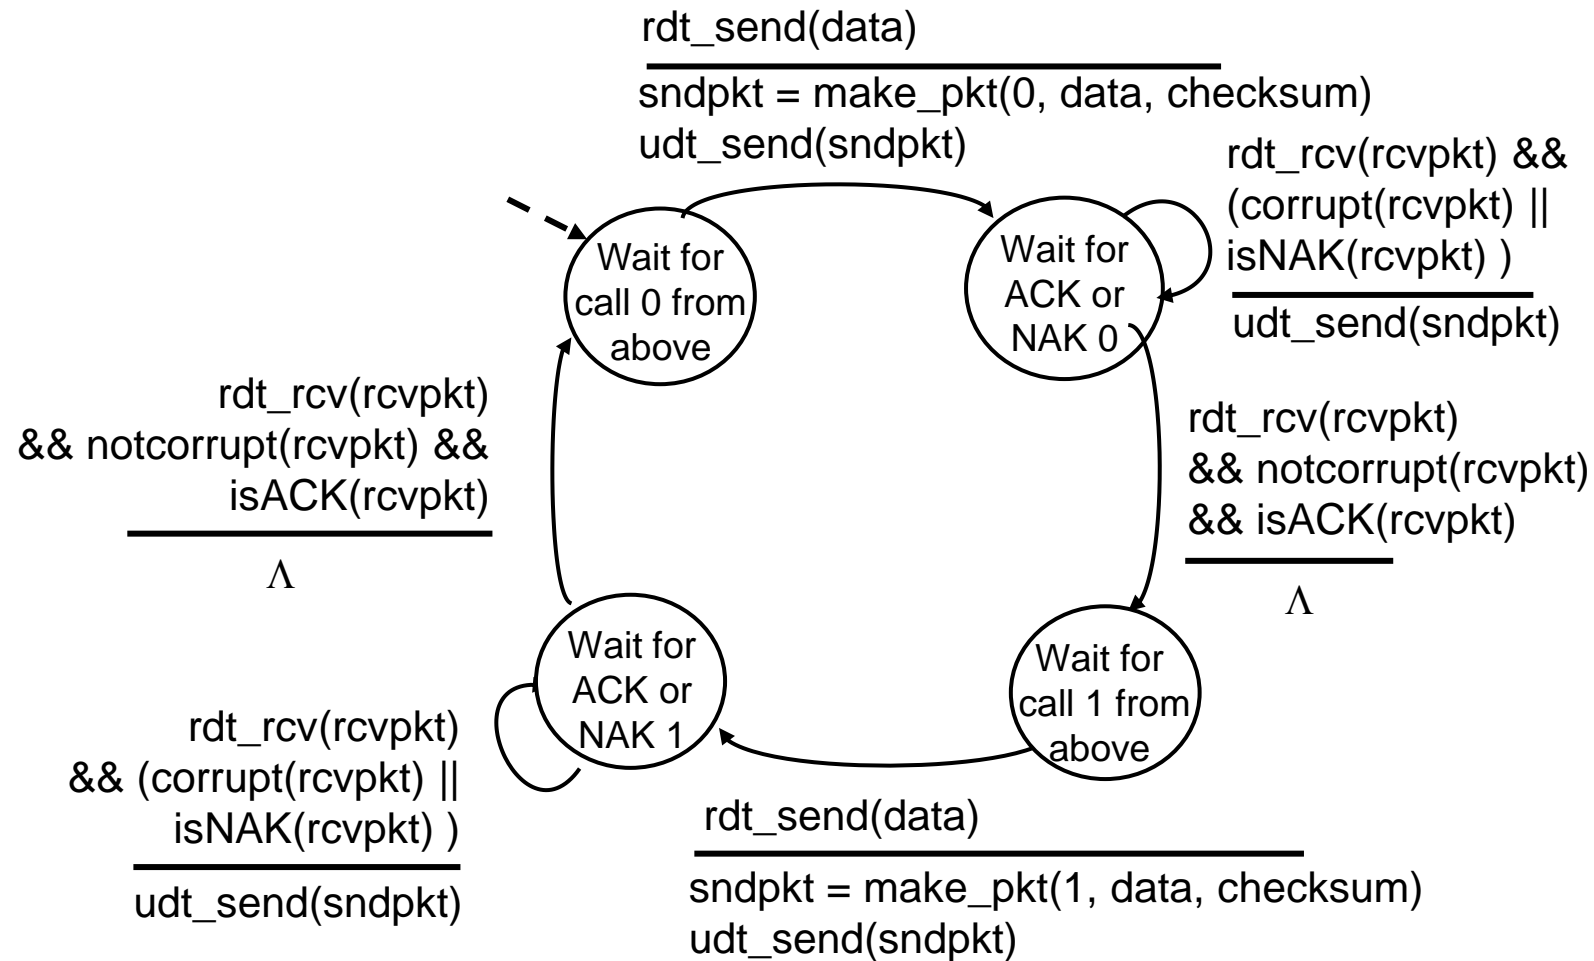 rdt_send(data)
sndpkt = make_pkt(0, data, checksum)
udt_send(sndpkt)
rdt_rcv(rcvpkt) &&
(corrupt(rcvpkt) ||
isNAK(rcvpkt) )
udt_send(sndpkt)
Wait for
call 0 from
above
Wait for
ACK or
NAK 0
rdt_rcv(rcvpkt)
&& notcorrupt(rcvpkt) &&
isACK(rcvpkt)
Λ
rdt_rcv(rcvpkt)
&& notcorrupt(rcvpkt)
&& isACK(rcvpkt)
Λ
Wait for
ACK or
NAK 1
Wait for
call 1 from
above
rdt_rcv(rcvpkt)
&& (corrupt(rcvpkt) ||
isNAK(rcvpkt) )
udt_send(sndpkt)
rdt_send(data)
sndpkt = make_pkt(1, data, checksum)
udt_send(sndpkt)